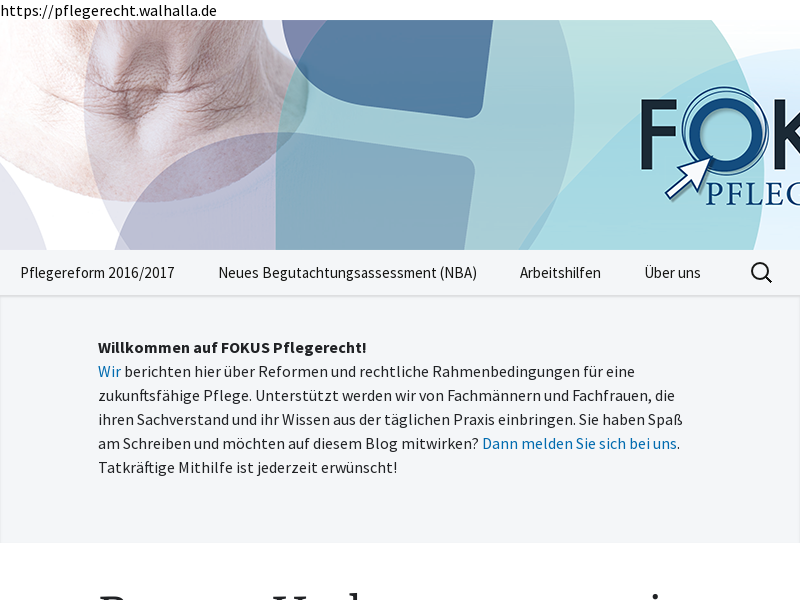 https://pflegerecht.walhalla.de
FOK
PFLEG
Pflegereform 2016/2017 Neues Begutachtungsassessment (NBA) Arbeitshilfen Über uns
Willkommen auf FOKUS Pflegerecht!
Wir berichten hier über Reformen und rechtliche Rahmenbedingungen für eine
zukunftsfähige Pflege. Unterstützt werden wir von Fachmännern und Fachfrauen, die
ihren Sachverstand und ihr Wissen aus der täglichen Praxis einbringen. Sie haben Spaß
am Schreiben und möchten auf diesem Blog mitwirken? Dann melden Sie sich bei uns.
Tatkräftige Mithilfe ist jederzeit erwünscht!